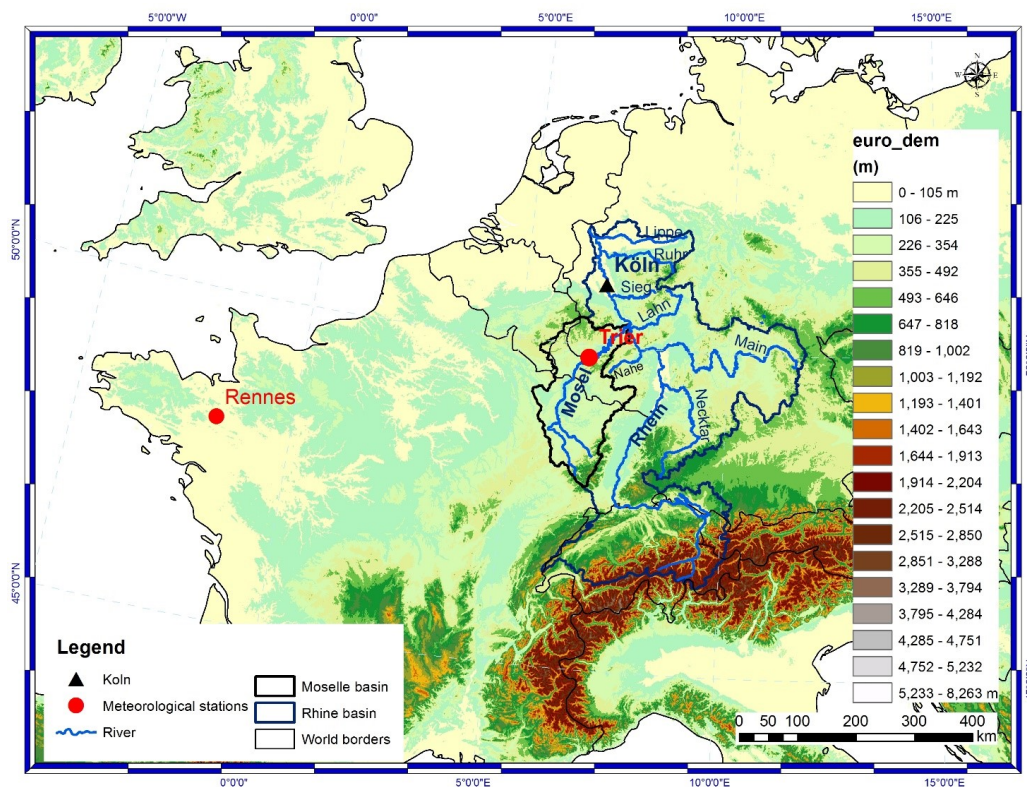 5°0'0"W
0°0'0"
5°0'0"E
10°0'0"E
15°0'0"E
N
W
E
S
50°0'0"N
45°0'0"N
euro_dem
(m)
0 - 105 m
106 - 225
226 - 354
355 - 492
493 - 646
647 - 818
819 - 1,002
1,003 - 1,192
1,193 - 1,401
1,402 - 1,643
1,644 - 1,913
1,914 - 2,204
2,205 - 2,514
2,515 - 2,850
2,851 - 3,288
3,289 - 3,794
3,795 - 4,284
4,285 - 4,751
4,752 - 5,232
5,233 - 8,263 m
Lippe
Ruhr
Köln
Sieg
Lahn
Trier
Main
Nahe
Mosel
Rhein
Necktar
Rennes
Legend
Koln
Meteorological stations
River
Moselle basin
Rhine basin
World borders
0 50 100 200 300 400
km
0°0'0"
5°0'0"E
10°0'0"E
15°0'0"E